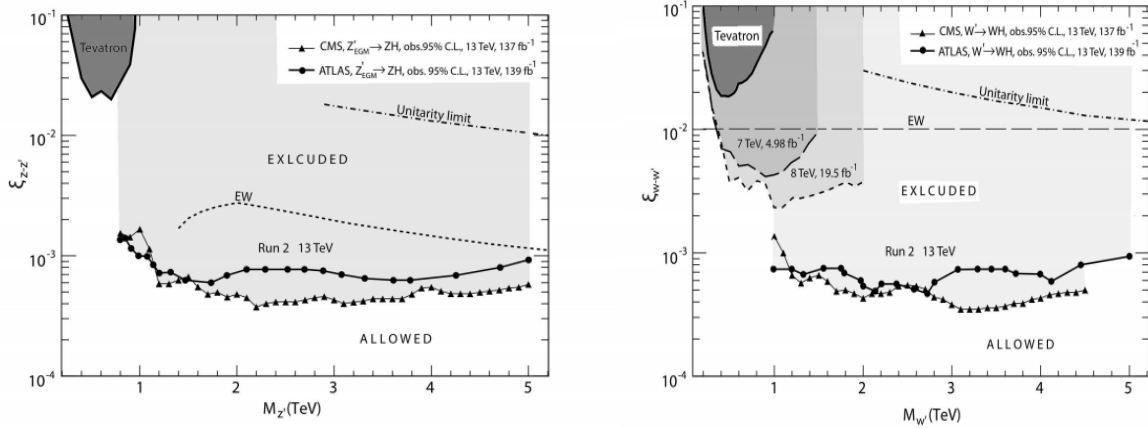 10⁻¹
10⁻²
10⁻³
10⁻⁴
ξz-z'
Tevatron
CMS, Z'EGM→ZH, obs.95% C.L., 13 TeV, 137 fb⁻¹
ATLAS, Z'EGM→ZH, obs. 95% C.L., 13 TeV, 139 fb⁻¹
Unitarity limit
EXLCUDED
EW
Run 2 13 TeV
ALLOWED
1 2 3 4 5
Mz'(TeV)
10⁻¹
10⁻²
10⁻³
10⁻⁴
ξw-w'
Tevatron
CMS, W'→WH, obs.95% C.L., 13 TeV, 137 fb⁻¹
ATLAS, W'→WH, obs. 95% C.L., 13 TeV, 139 fb⁻¹
Unitarity limit
EW
7 TeV, 4.98 fb⁻¹
8 TeV, 19.5 fb⁻¹
EXLCUDED
Run 2 13 TeV
ALLOWED
1 2 3 4 5
Mw'(TeV)